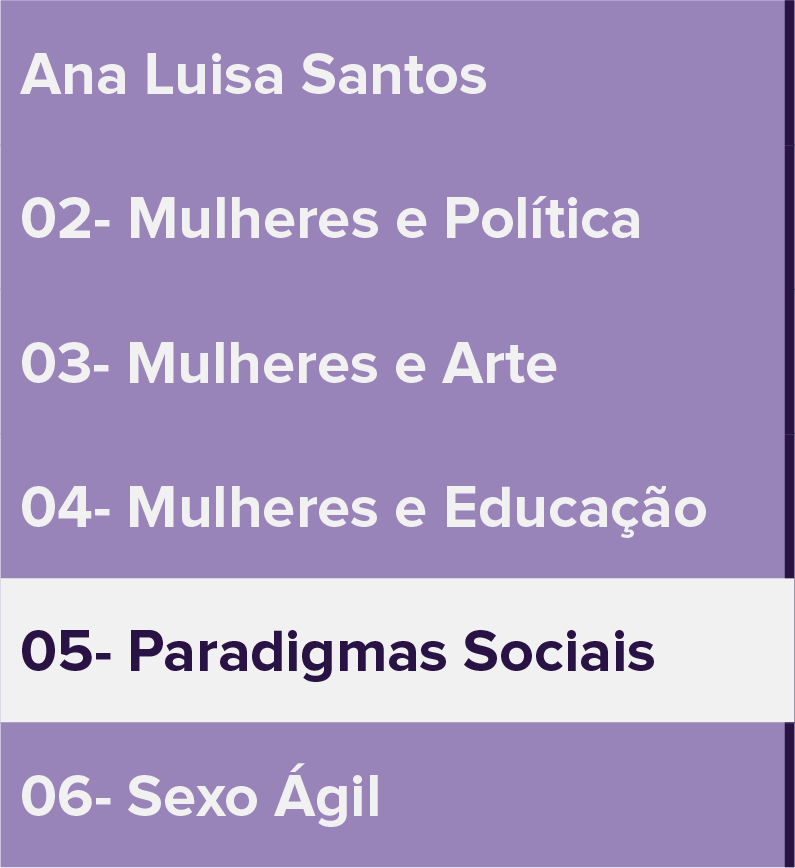 Ana Luisa Santos
02- Mulheres e Política
03- Mulheres e Arte
04- Mulheres e Educação
05- Paradigmas Sociais
06- Sexo Ágil